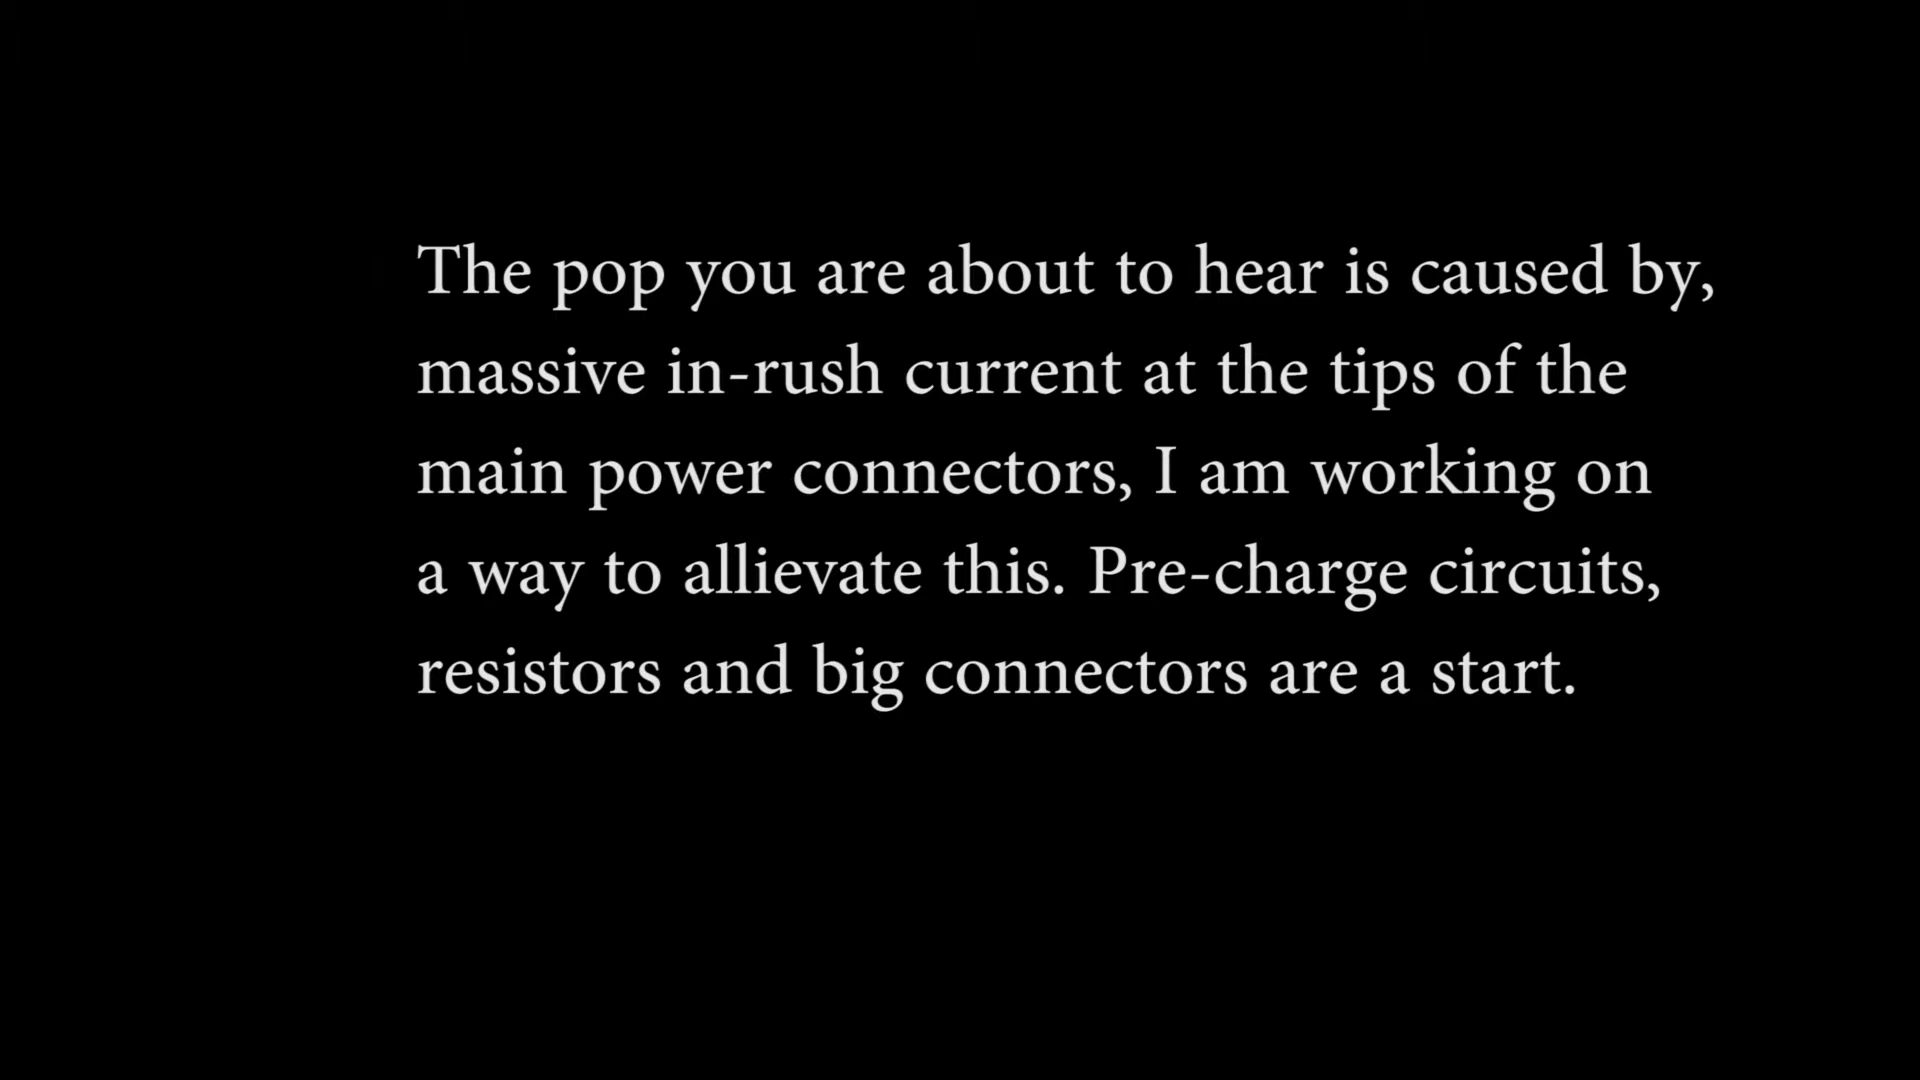 The pop you are about to hear is caused by,
massive in-rush current at the tips of the
main power connectors, I am working on
a way to allievate this. Pre-charge circuits,
resistors and big connectors are a start.